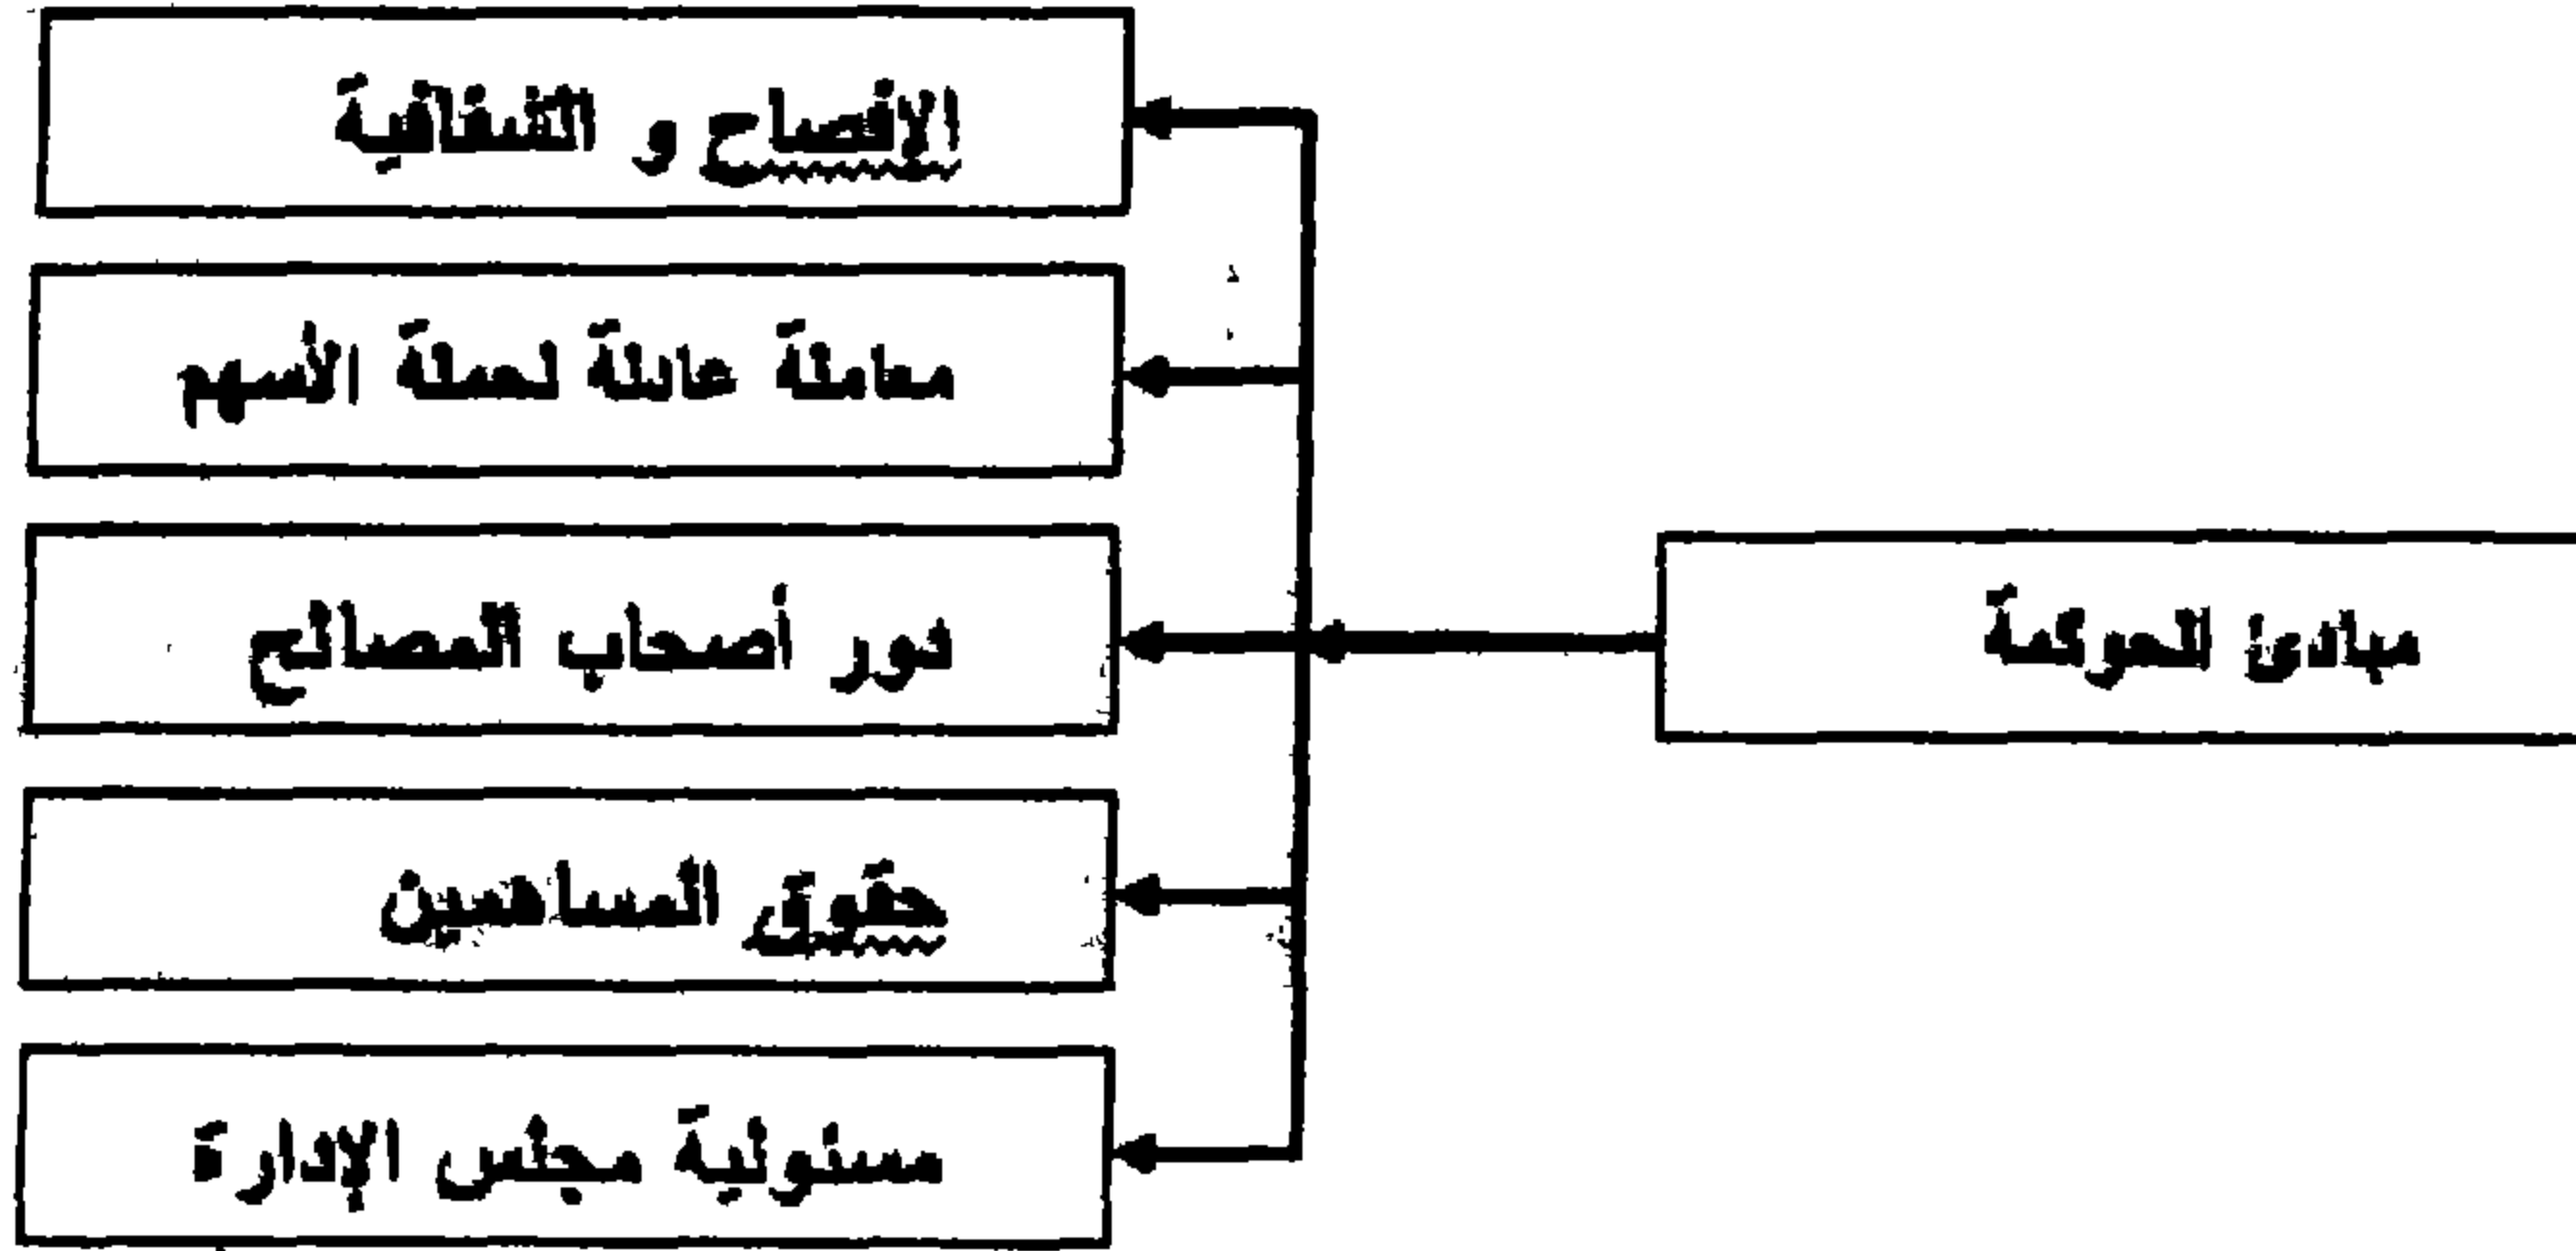 الإفصاح و الشفافية
معاملة عادلة لحملة الأسهم
دور أصحاب المصالح
مبادئ الحوكمة
حقوق المساهمين
مسئولية مجلس الإدارة